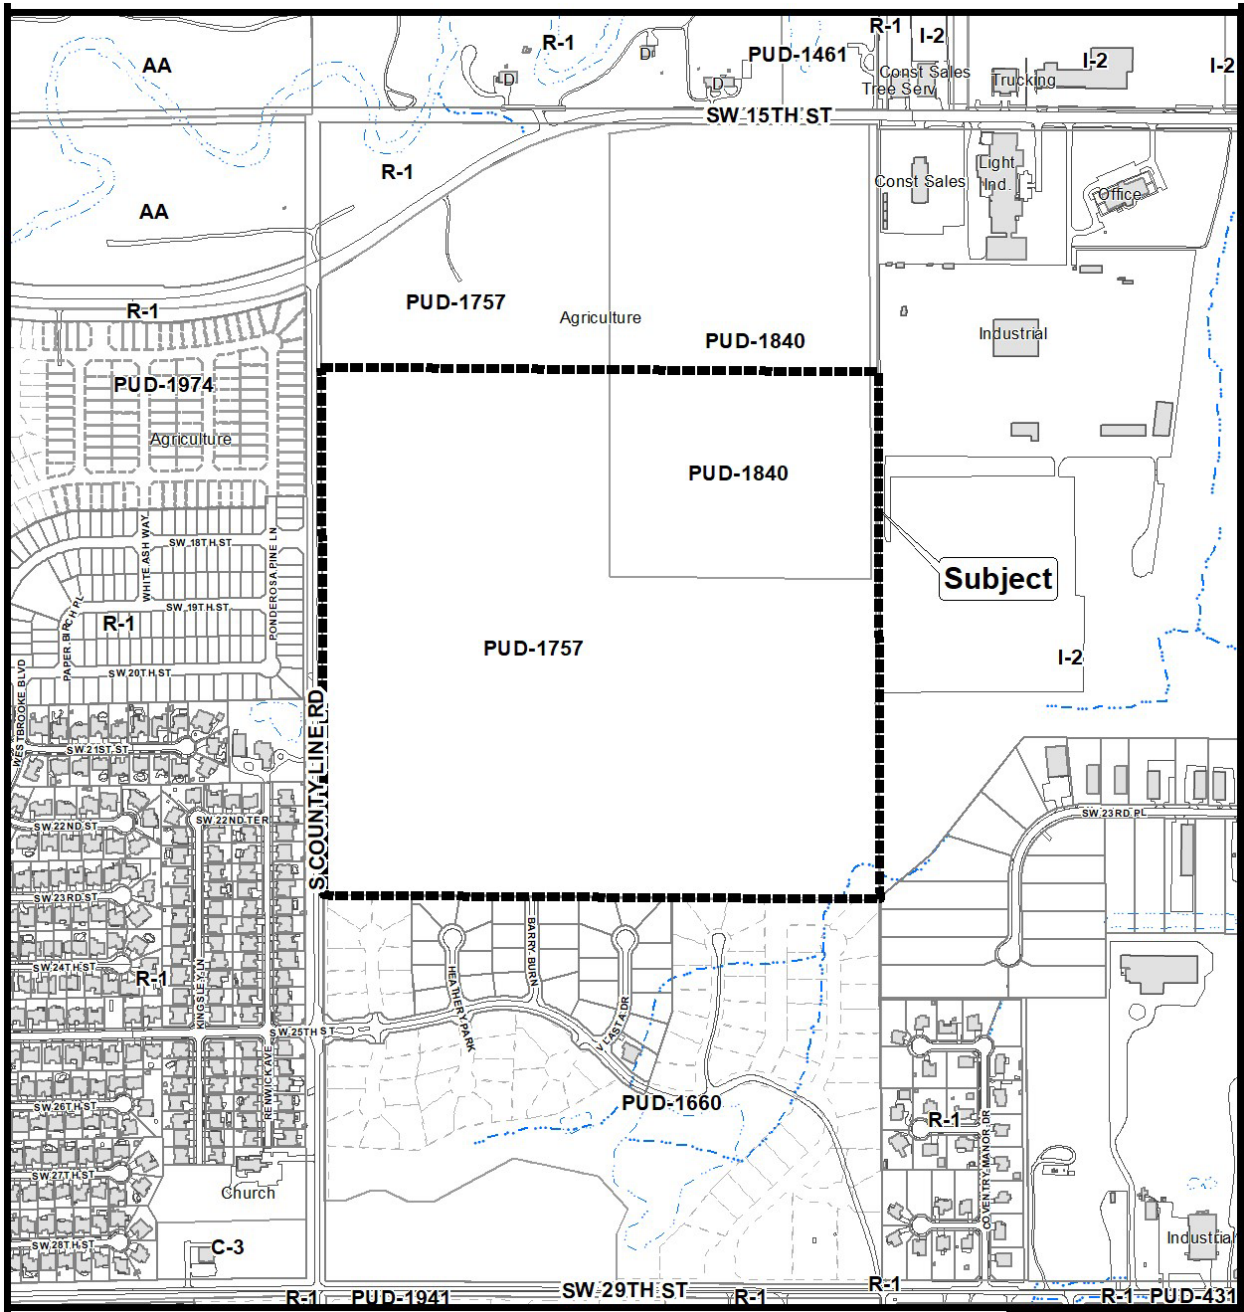 R-1
I-2
AA
R-1
D
D
D
PUD-1461
Const Sales
Tree Serv
Trucking
I-2
I-2
SW 15TH ST
R-1
AA
Const Sales
Light
Ind.
Office
PUD-1757
Agriculture
PUD-1840
R-1
Industrial
PUD-1974
Agriculture
PUD-1840
Subject
WHITE ASH WAY
SW 18TH ST
PONDEROSA PINE LN
SW 19TH ST
PAPER BIRCH PL
R-1
SW 20TH ST
PUD-1757
I-2
WESTBROOKE BLVD
SW 21ST ST
S COUNTY LINE RD
SW 22ND ST
SW 22ND TER
SW 23RD PL
SW 23RD ST
SW 24TH ST
R-1
KINGSLEY LN
HEATHERY PARK
BARRY BURN
VLASTA DR
SW 25TH ST
RENWICK AVE
SW 26TH ST
PUD-1660
R-1
COVENTRY MANOR DR
SW 27TH ST
Church
SW 28TH ST
C-3
Industrial
R-1
PUD-1941
SW 29TH ST
R-1
R-1
R-1
PUD-431